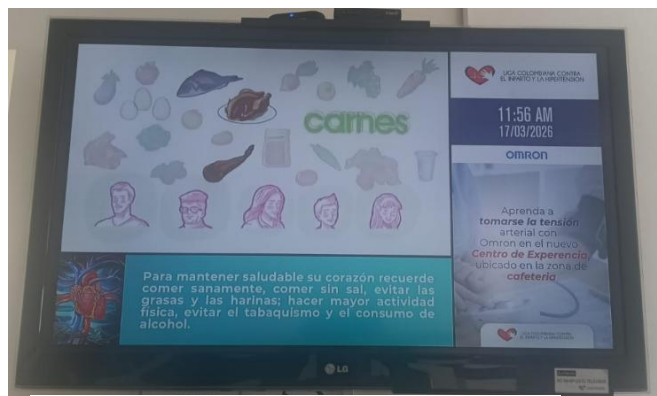 carnes
LIGA COLOMBIANA CONTRA
EL INFARTO Y LA HIPERTENSIÓN
11:56 AM
17/03/2026
OMRON
Aprenda a
tomarse la tensión
arterial con
Omron en el nuevo
Centro de Experencia,
ubicado en la zona de
cafetería
Para mantener saludable su corazón recuerde
comer sanamente, comer sin sal, evitar las
grasas y las harinas; hacer mayor actividad
física, evitar el tabaquismo y el consumo de
alcohol.
LG